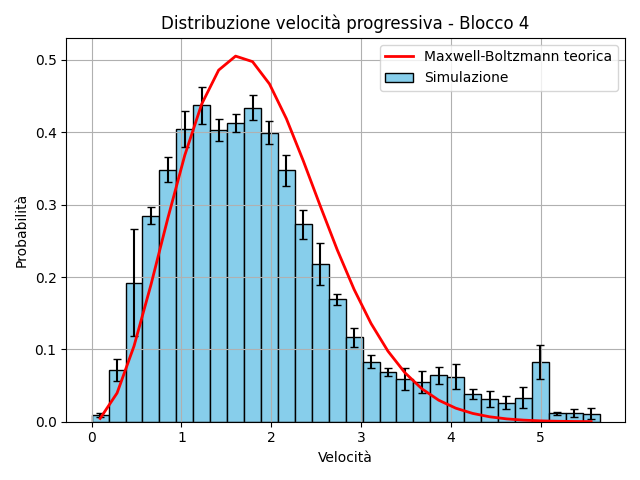 Distribuzione velocità progressiva - Blocco 4
Maxwell-Boltzmann teorica
Simulazione
Probabilità
0.5
0.4
0.3
0.2
0.1
0.0
0 1 2 3 4 5
Velocità